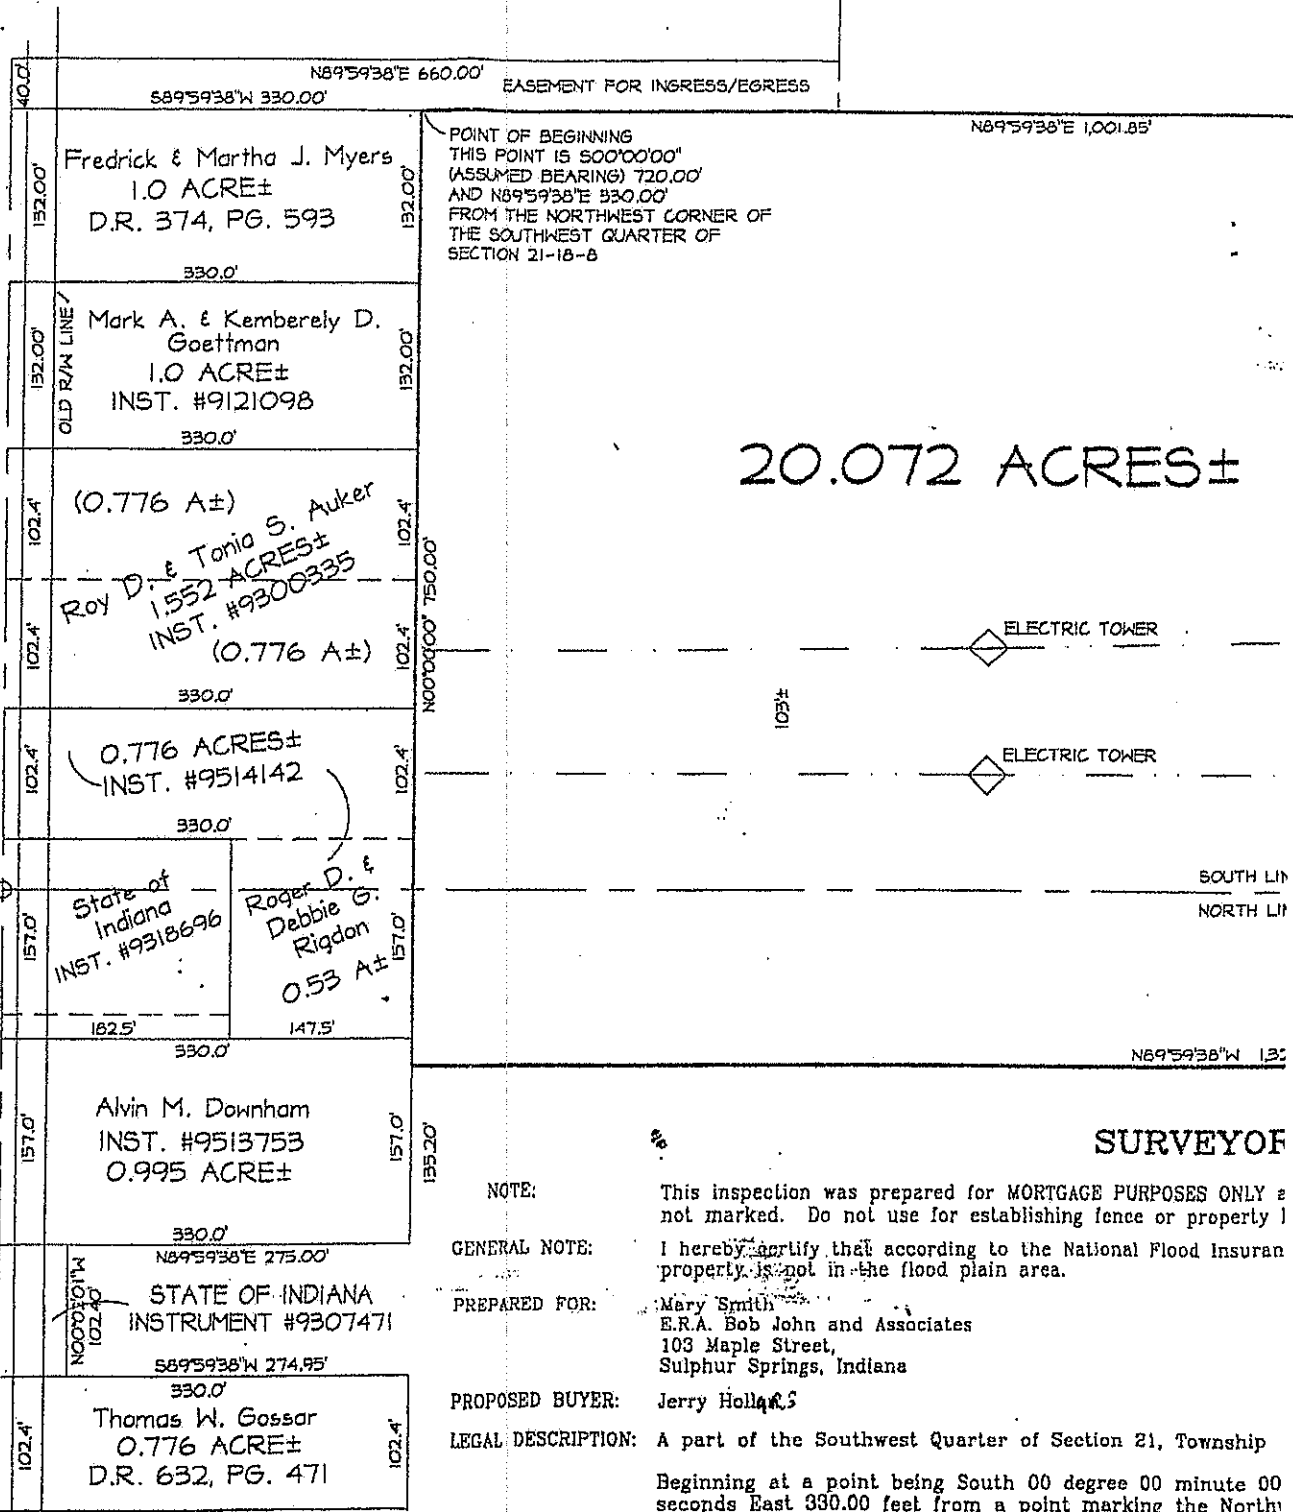 40.0'
N89°59'38"E 660.00'
S89°59'38"W 330.00'
EASEMENT FOR INGRESS/EGRESS
N89°59'38"E 1,001.85'
POINT OF BEGINNING
THIS POINT IS S00°00'00"
(ASSUMED BEARING) 720.00'
AND N89°59'38"E 330.00'
FROM THE NORTHWEST CORNER OF
THE SOUTHWEST QUARTER OF
SECTION 21-18-8
132.00'
Fredrick & Martha J. Myers
1.0 ACRE±
D.R. 374, PG. 593
132.00'
330.0'
132.00'
OLD R/W LINE
Mark A. & Kemberely D.
Goettman
1.0 ACRE±
INST. #9121098
132.00'
330.0'
20.072 ACRES±
102.4'
(0.776 A±)
102.4'
Roy D. & Tonia S. Auker
1.552 ACRES±
INST. #9300335
102.4'
(0.776 A±)
102.4'
330.0'
N00°00'00" 750.00'
ELECTRIC TOWER
103'±
ELECTRIC TOWER
102.4'
0.776 ACRES±
INST. #9514142
102.4'
330.0'
157.0'
State of
Indiana
INST. #9318696
182.5'
Roger D. &
Debbie G.
Rigdon
0.53 A±
157.0'
147.5'
330.0'
SOUTH LIN
NORTH LIN
N89°59'38"W 1,33
157.0'
Alvin M. Downham
INST. #9513753
0.995 ACRE±
157.0'
135.20'
330.0'
N89°59'38"E 275.00'
N00°03'01"W
102.40'
STATE OF INDIANA
INSTRUMENT #9307471
S89°59'38"W 274.95'
330.0'
102.4'
Thomas W. Gossar
0.776 ACRE±
D.R. 632, PG. 471
102.4'
SURVEYOR
NOTE: This inspection was prepared for MORTGAGE PURPOSES ONLY a
not marked. Do not use for establishing fence or property l
GENERAL NOTE: I hereby certify that according to the National Flood Insuran
property is not in the flood plain area.
PREPARED FOR: Mary Smith
E.R.A. Bob John and Associates
103 Maple Street,
Sulphur Springs, Indiana
PROPOSED BUYER: Jerry Hollars
LEGAL DESCRIPTION: A part of the Southwest Quarter of Section 21, Township
Beginning at a point being South 00 degree 00 minute 00
seconds East 330.00 feet from a point marking the Northw